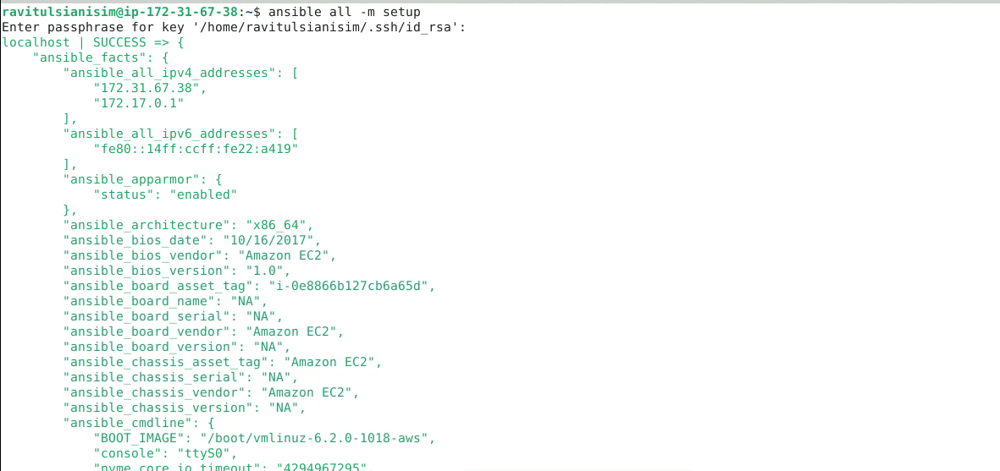 ravitulsianisim@ip-172-31-67-38:~$ ansible all -m setup
Enter passphrase for key '/home/ravitulsianisim/.ssh/id_rsa':
localhost | SUCCESS => {
    "ansible_facts": {
        "ansible_all_ipv4_addresses": [
            "172.31.67.38",
            "172.17.0.1"
        ],
        "ansible_all_ipv6_addresses": [
            "fe80::14ff:ccff:fe22:a419"
        ],
        "ansible_apparmor": {
            "status": "enabled"
        },
        "ansible_architecture": "x86_64",
        "ansible_bios_date": "10/16/2017",
        "ansible_bios_vendor": "Amazon EC2",
        "ansible_bios_version": "1.0",
        "ansible_board_asset_tag": "i-0e8866b127cb6a65d",
        "ansible_board_name": "NA",
        "ansible_board_serial": "NA",
        "ansible_board_vendor": "Amazon EC2",
        "ansible_board_version": "NA",
        "ansible_chassis_asset_tag": "Amazon EC2",
        "ansible_chassis_serial": "NA",
        "ansible_chassis_vendor": "Amazon EC2",
        "ansible_chassis_version": "NA",
        "ansible_cmdline": {
            "BOOT_IMAGE": "/boot/vmlinuz-6.2.0-1018-aws",
            "console": "ttyS0",
            "nvme_core.io_timeout": "4294967295",